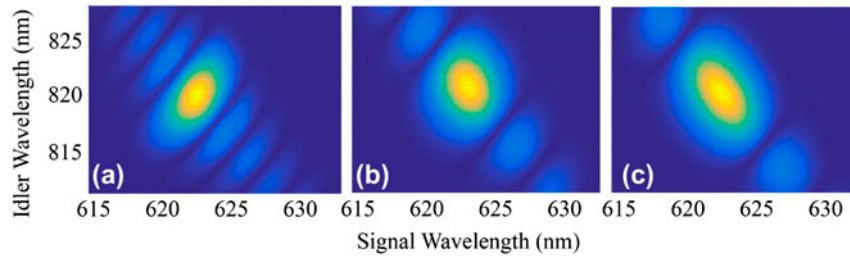 Idler Wavelength (nm)
825
820
815
(a)
(b)
(c)
615 620 625 630 615 620 625 630 615 620 625 630
Signal Wavelength (nm)